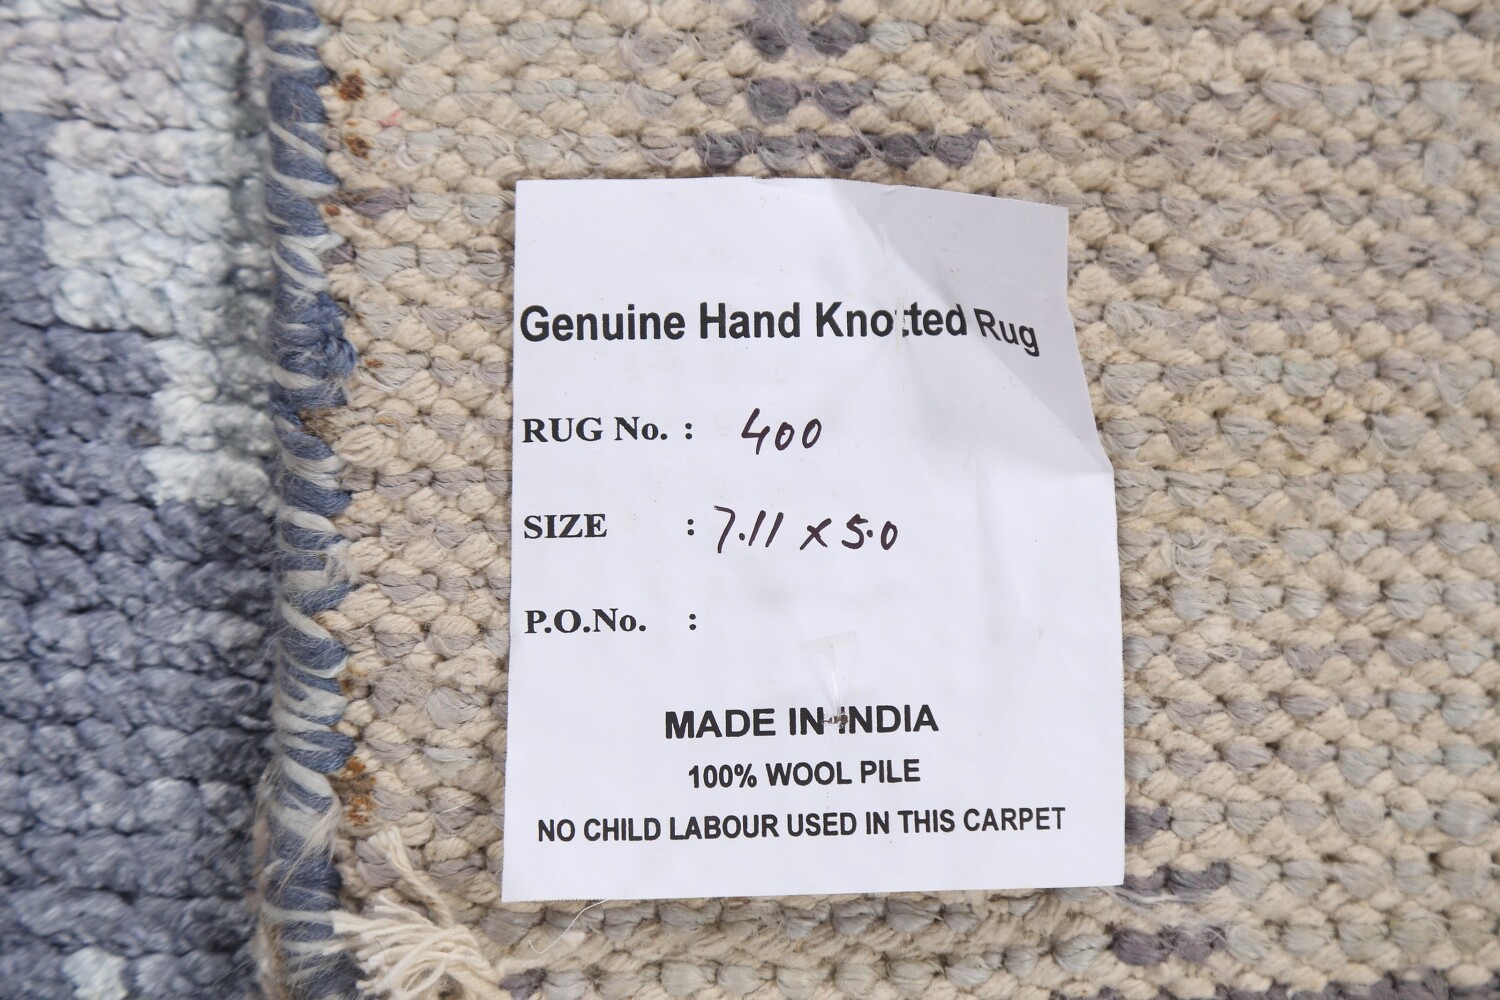 Genuine Hand Knotted Rug
RUG No. : 400
SIZE : 7.11 x 5.0
P.O.No. :
MADE IN INDIA
100% WOOL PILE
NO CHILD LABOUR USED IN THIS CARPET